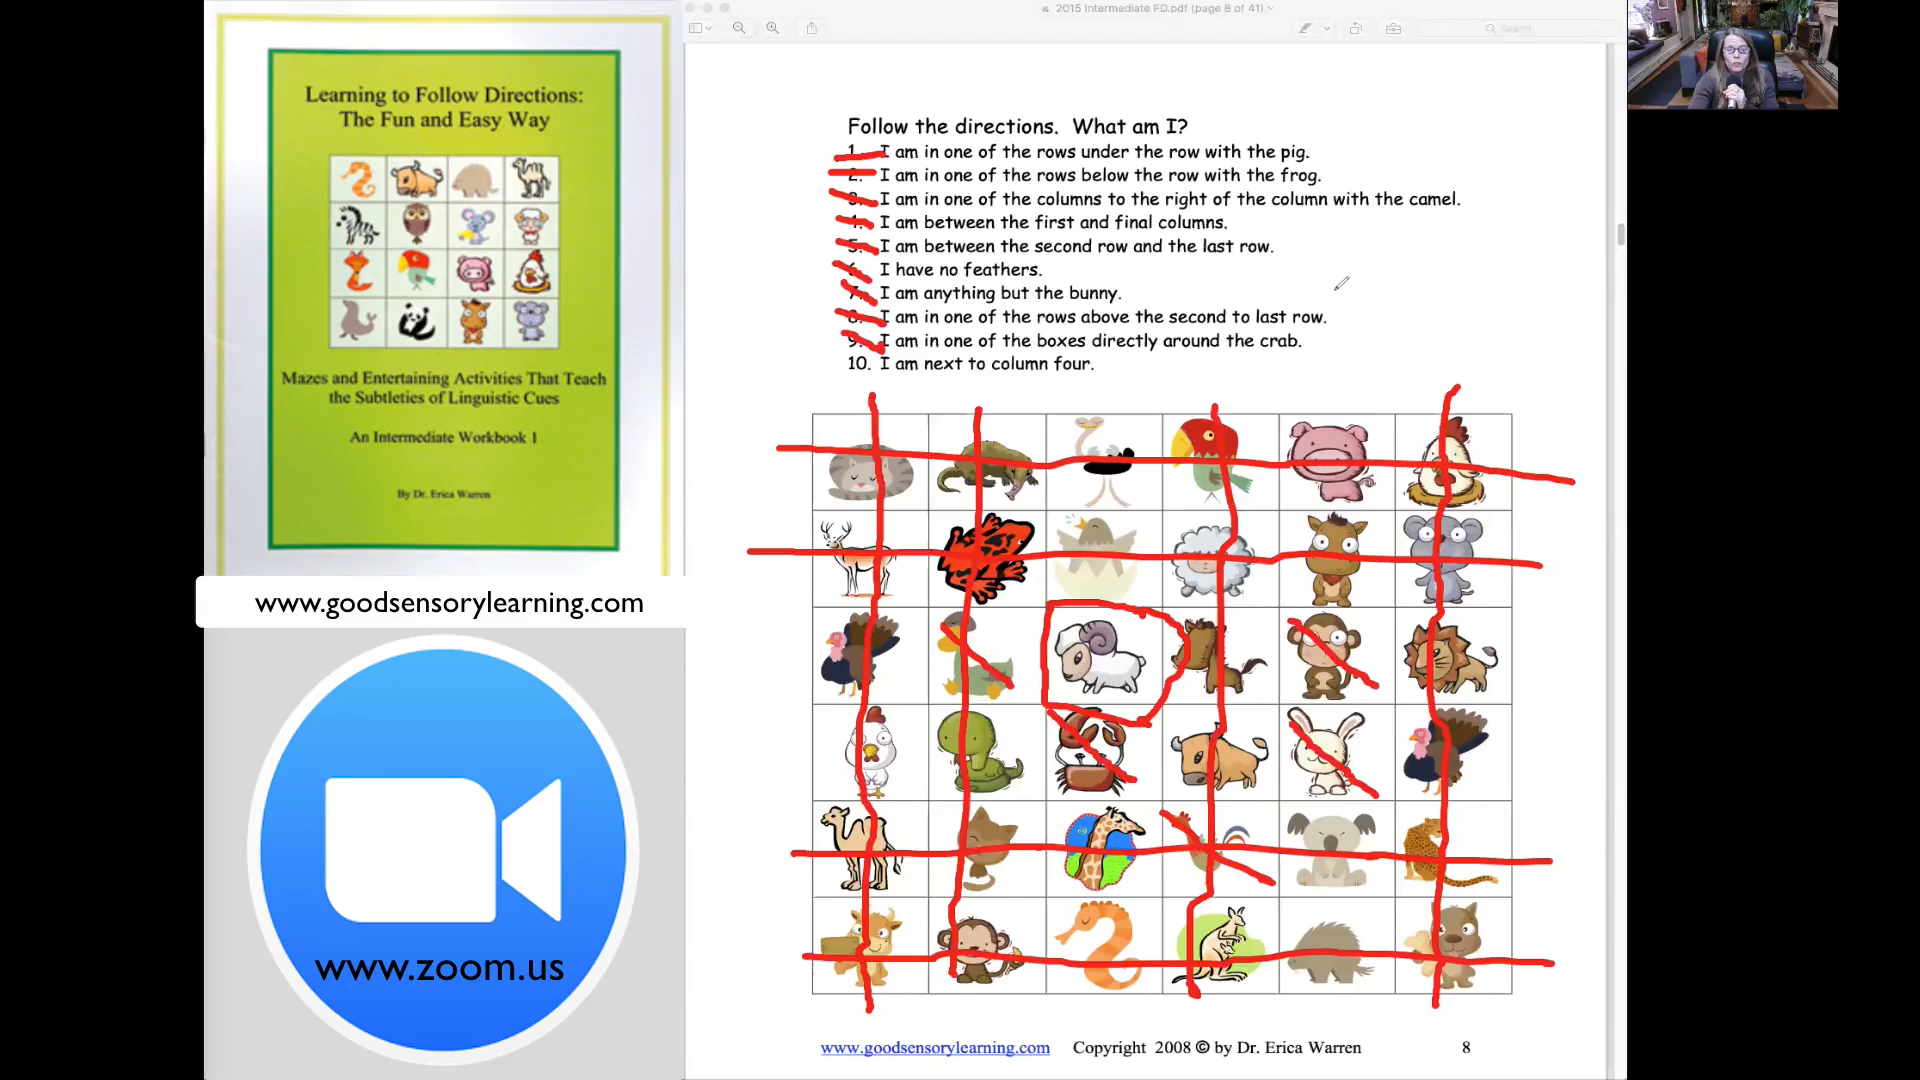 2015 Intermediate FD.pdf (page 8 of 41)
Search
Learning to Follow Directions:
The Fun and Easy Way
Mazes and Entertaining Activities That Teach
the Subtleties of Linguistic Cues
An Intermediate Workbook 1
By Dr. Erica Warren
www.goodsensorylearning.com
www.zoom.us
Follow the directions. What am I?
1. I am in one of the rows under the row with the pig.
2. I am in one of the rows below the row with the frog.
3. I am in one of the columns to the right of the column with the camel.
4. I am between the first and final columns.
5. I am between the second row and the last row.
6. I have no feathers.
7. I am anything but the bunny.
8. I am in one of the rows above the second to last row.
9. I am in one of the boxes directly around the crab.
10. I am next to column four.
www.goodsensorylearning.com Copyright 2008 © by Dr. Erica Warren 8